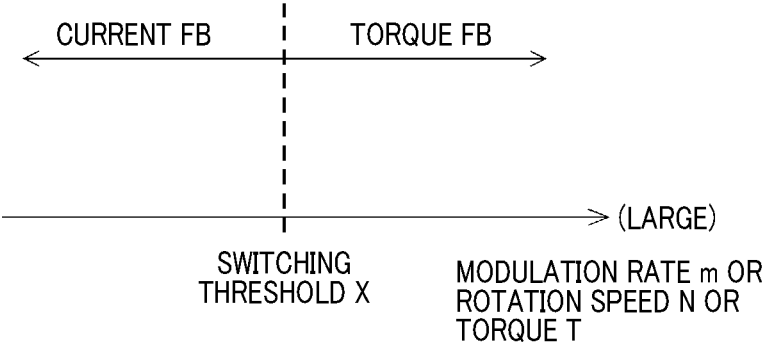 CURRENT FB
TORQUE FB
(LARGE)
SWITCHING
THRESHOLD X
MODULATION RATE m OR
ROTATION SPEED N OR
TORQUE T